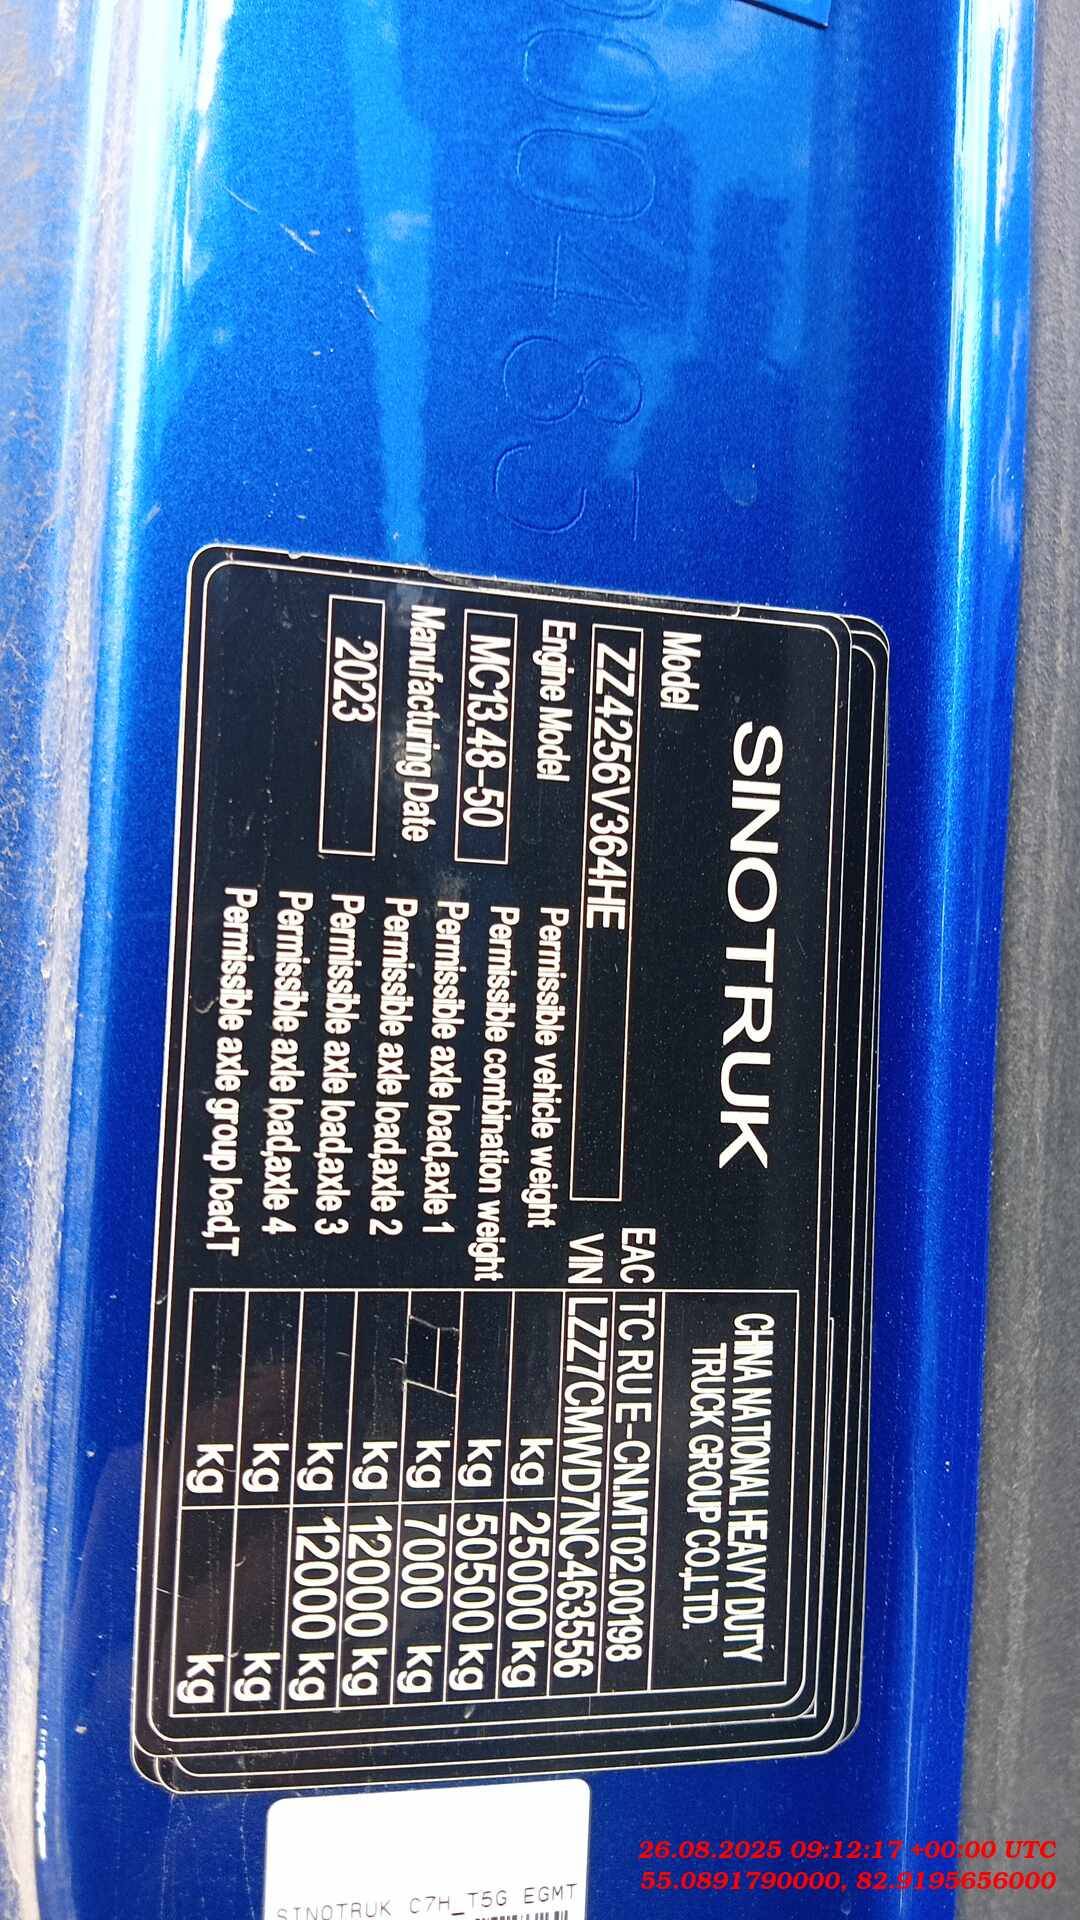 00485
SINOTRUK
CHINA NATIONAL HEAVY DUTY
TRUCK GROUP CO.,LTD.
Model
ZZ4256V364HE
EAC TC RU E-CN.MT02.00198
VIN LZZ7CMWD7NC463556
Engine Model
MC13.48-50
Manufacturing Date
2023
Permissible vehicle weight kg 25000 kg
Permissible combination weight kg 50500 kg
Permissible axle load,axle 1 kg 7000 kg
Permissible axle load,axle 2 kg 12000 kg
Permissible axle load,axle 3 kg 12000 kg
Permissible axle load,axle 4 kg kg
Permissible axle group load,T kg kg
SINOTRUK C7H_T5G EGMT
26.08.2025 09:12:17 +00:00 UTC
55.0891790000, 82.9195656000